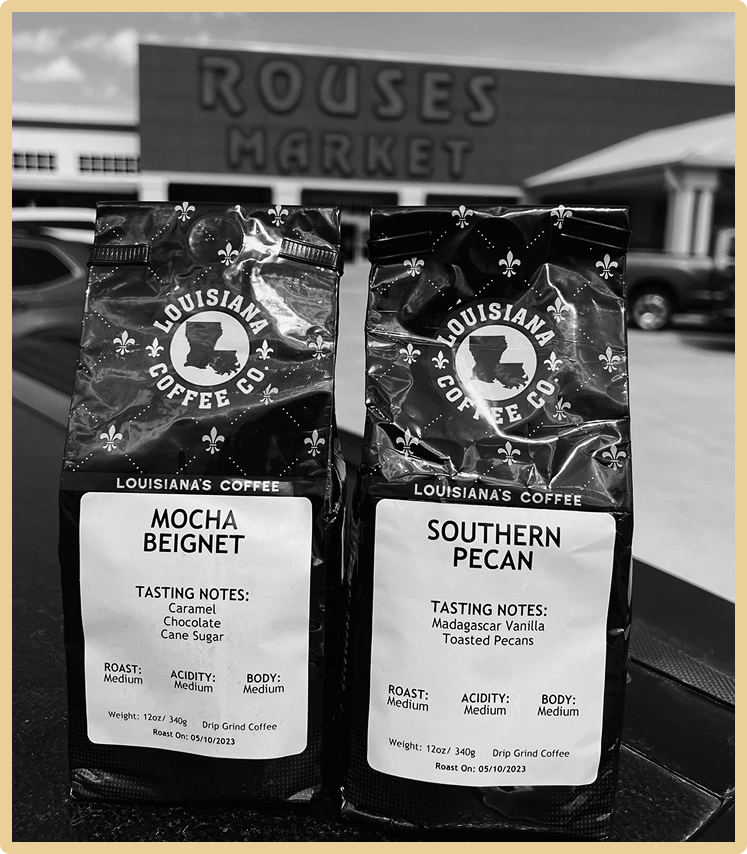 ROUSES
MARKET
LOUISIANA
COFFEE CO.
LOUISIANA'S COFFEE
MOCHA
BEIGNET
TASTING NOTES:
Caramel
Chocolate
Cane Sugar
ROAST: ACIDITY: BODY:
Medium Medium Medium
Weight: 12oz/ 340g Drip Grind Coffee
Roast On: 05/10/2023
LOUISIANA
COFFEE CO.
LOUISIANA'S COFFEE
SOUTHERN
PECAN
TASTING NOTES:
Madagascar Vanilla
Toasted Pecans
ROAST: ACIDITY: BODY:
Medium Medium Medium
Weight: 12oz/ 340g Drip Grind Coffee
Roast On: 05/10/2023